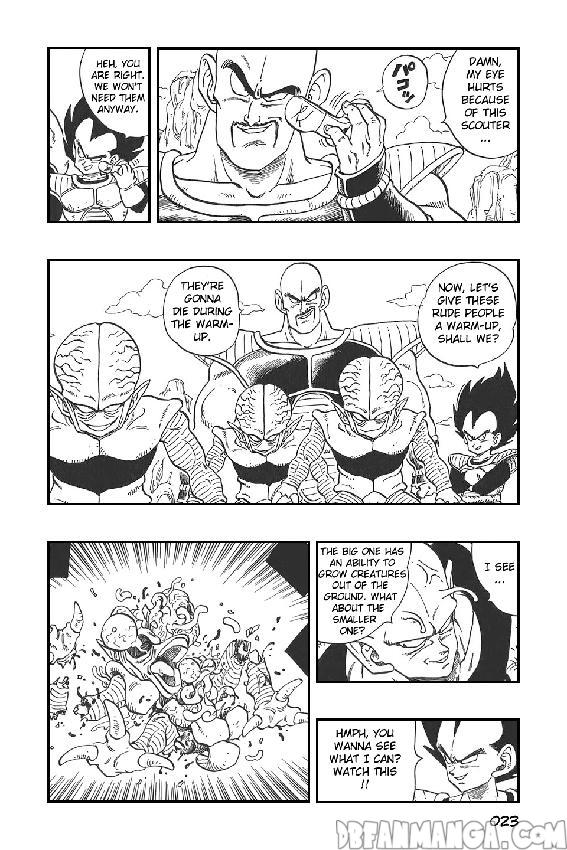 DAMN,
MY EYE
HURTS
BECAUSE
OF THIS
SCOUTER
...
パコッ
HEH, YOU
ARE RIGHT.
WE WON'T
NEED THEM
ANYWAY.
NOW, LET'S
GIVE THESE
RUDE PEOPLE
A WARM-UP,
SHALL WE?
THEY'RE
GONNA
DIE DURING
THE WARM-
UP.
I SEE
...
THE BIG ONE HAS
AN ABILITY TO
GROW CREATURES
OUT OF THE
GROUND. WHAT
ABOUT THE
SMALLER
ONE?
HMPH, YOU
WANNA SEE
WHAT I CAN?
WATCH THIS
!!
023
DBFANMANGA.COM